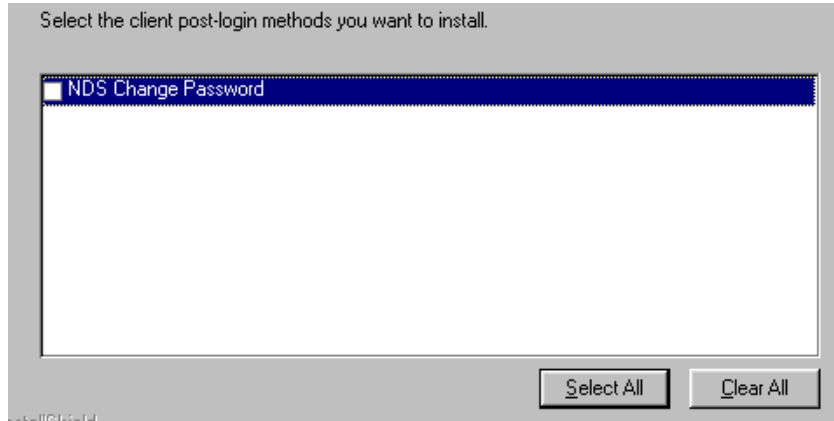 Select the client post-login methods you want to install.
NDS Change Password
Select All
Clear All